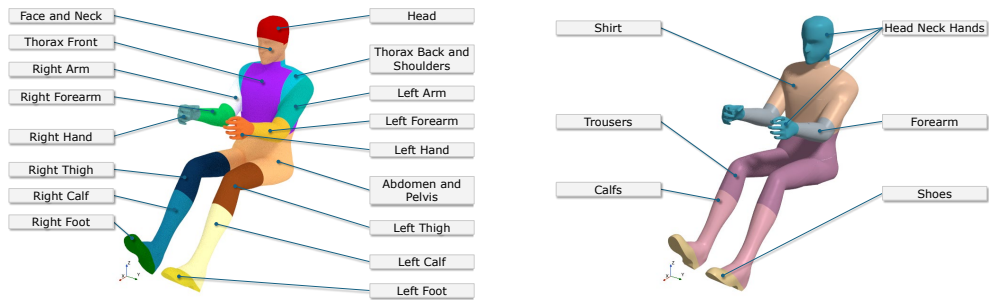 Face and Neck
Thorax Front
Right Arm
Right Forearm
Right Hand
Right Thigh
Right Calf
Right Foot
Head
Thorax Back and
Shoulders
Left Arm
Left Forearm
Left Hand
Abdomen and
Pelvis
Left Thigh
Left Calf
Left Foot
Shirt
Trousers
Calfs
Head Neck Hands
Forearm
Shoes